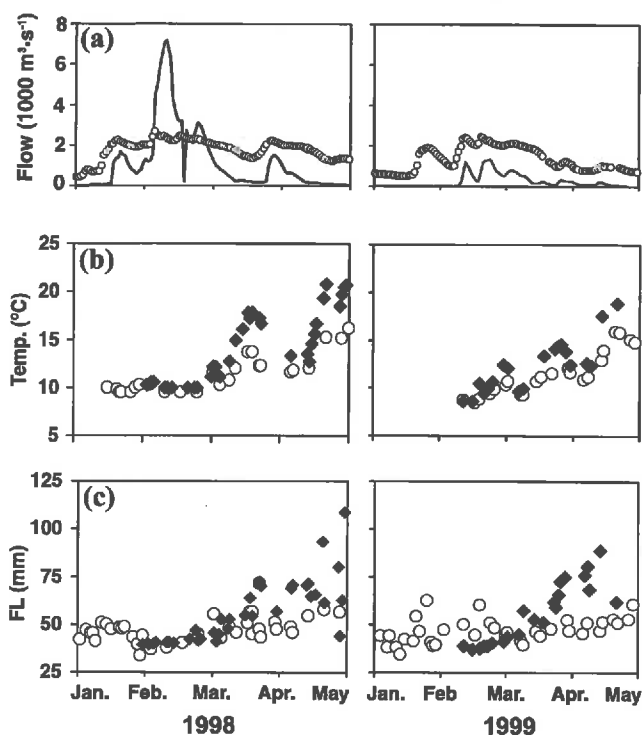 (a)
Flow (1000 m³·s⁻¹)
8
6
4
2
0
(b)
Temp. (°C)
25
20
15
10
5
(c)
FL (mm)
125
100
75
50
25
Jan. Feb. Mar. Apr. May
1998
Jan. Feb Mar. Apr. May
1999